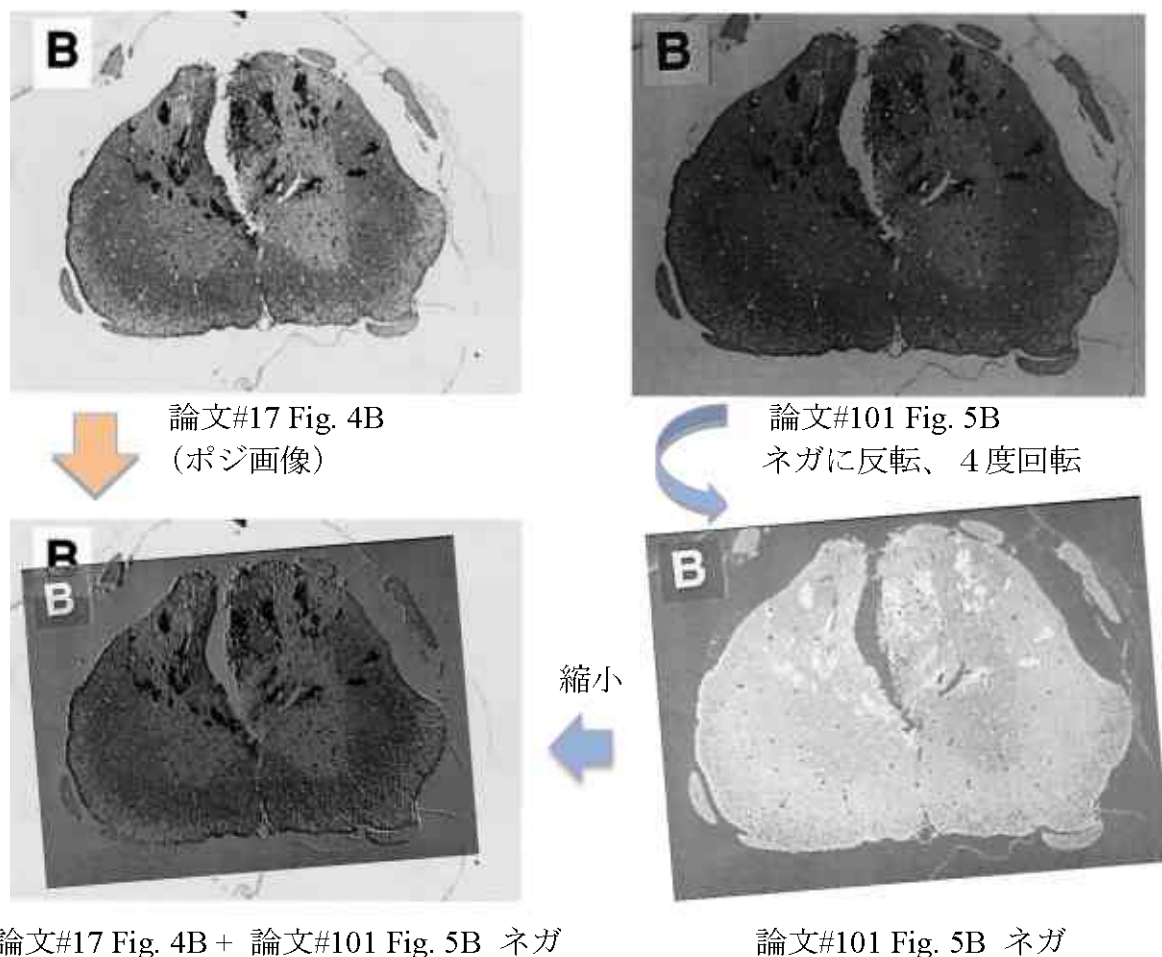 B
B
論文#17 Fig. 4B
(ポジ画像)
論文#101 Fig. 5B
ネガに反転、4度回転
B
B
B
縮小
論文#17 Fig. 4B + 論文#101 Fig. 5B ネガ
論文#101 Fig. 5B ネガ